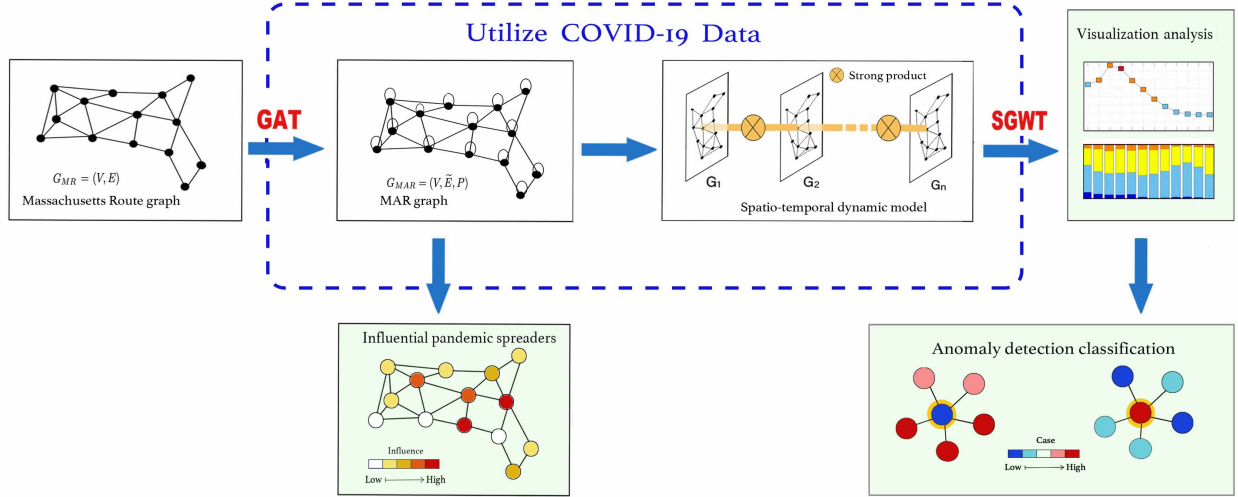 Utilize COVID-19 Data
GAT
G_MR = (V, E)
Massachusetts Route graph
G_MAR = (V, Ẽ, P)
MAR graph
Strong product
G₁
G₂
Gₙ
Spatio-temporal dynamic model
SGWT
Visualization analysis
Influential pandemic spreaders
Influence
Low
High
Anomaly detection classification
Case
Low
High